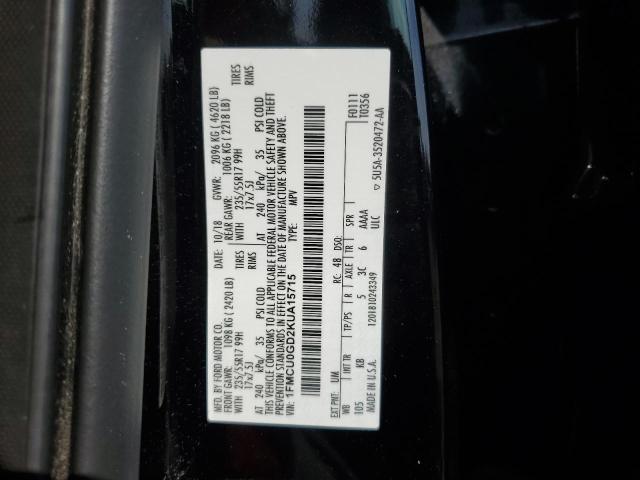 MFD. BY FORD MOTOR CO.
DATE: 10/18 GVWR: 2096 KG ( 4620 LB)
FRONT GAWR: 1098 KG ( 2420 LB) REAR GAWR: 1006 KG ( 2218 LB)
WITH 235/55R17 99H TIRES WITH 235/55R17 99H TIRES
17x7.5J RIMS 17x7.5J RIMS
AT 240 kPa/ 35 PSI COLD AT 240 kPa/ 35 PSI COLD
THIS VEHICLE CONFORMS TO ALL APPLICABLE FEDERAL MOTOR VEHICLE SAFETY AND THEFT
PREVENTION STANDARDS IN EFFECT ON THE DATE OF MANUFACTURE SHOWN ABOVE.
VIN: 1FMCU0GD2KUA15715 TYPE: MPV
F0111
T0356
EXT PNT: UM RC: 48 DSO:
WB INT TR TP/PS R AXLE TR SPR
105 KB 5 3C 6 AAAA
MADE IN U.S.A. 1201810243349 ULC
▽ 5U5A-3520472-AA